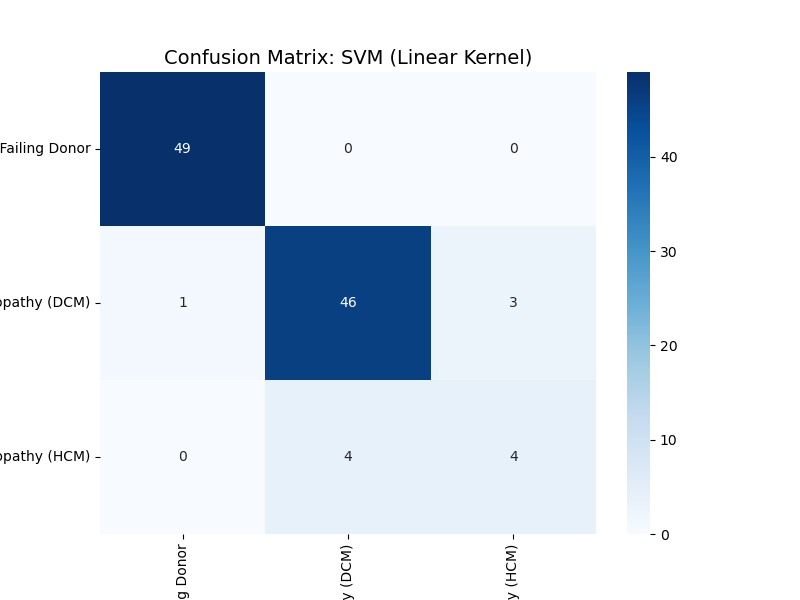 Confusion Matrix: SVM (Linear Kernel)
Failing Donor
49 0 0
opathy (DCM)
1 46 3
opathy (HCM)
0 4 4
g Donor
y (DCM)
y (HCM)
40
30
20
10
0